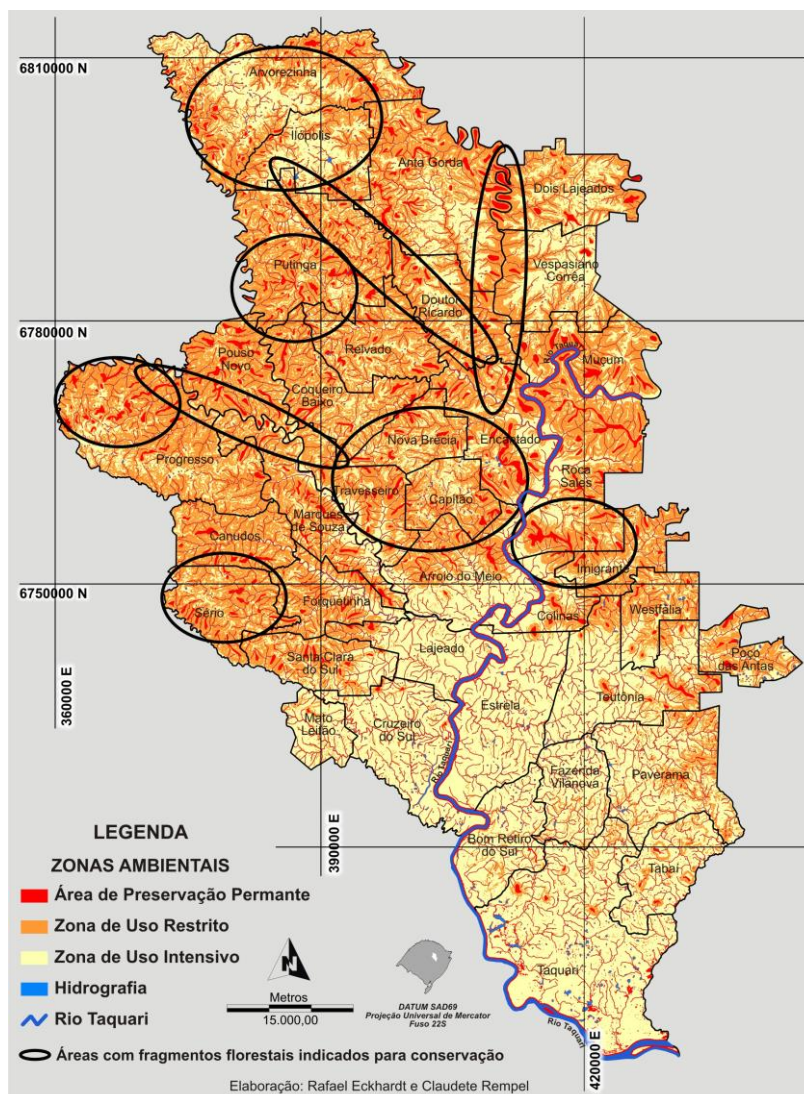 6810000 N
Arvorezinha
Ilópolis
Anta Gorda
Dois Lajeados
Putinga
Vespasiano
Corrêa
Doutor
Ricardo
6780000 N
Rio Taquari
Muçum
Pouso
Novo
Relvado
Coqueiro
Baixo
Nova Bréscia
Encantado
Progresso
Travesseiro
Capitão
Roca
Sales
Marques
de Souza
Canudos
Imigrante
6750000 N
Arroio do Meio
Sério
Forquetinha
Colinas
Westfália
Lajeado
Santa Clara
do Sul
Poço
das Antas
360000 E
Estrela
Teutônia
Mato
Leitão
Cruzeiro
do Sul
Rio Taquari
Fazenda
Vilanova
Paverama
390000 E
Bom Retiro
do Sul
Tabaí
Taquari
Rio Taquari
420000 E
LEGENDA
ZONAS AMBIENTAIS
Área de Preservação Permante
Zona de Uso Restrito
Zona de Uso Intensivo
Hidrografia
Rio Taquari
N
Metros
15.000,00
DATUM SAD69
Projeção Universal de Mercator
Fuso 22S
Áreas com fragmentos florestais indicados para conservação
Elaboração: Rafael Eckhardt e Claudete Rempel